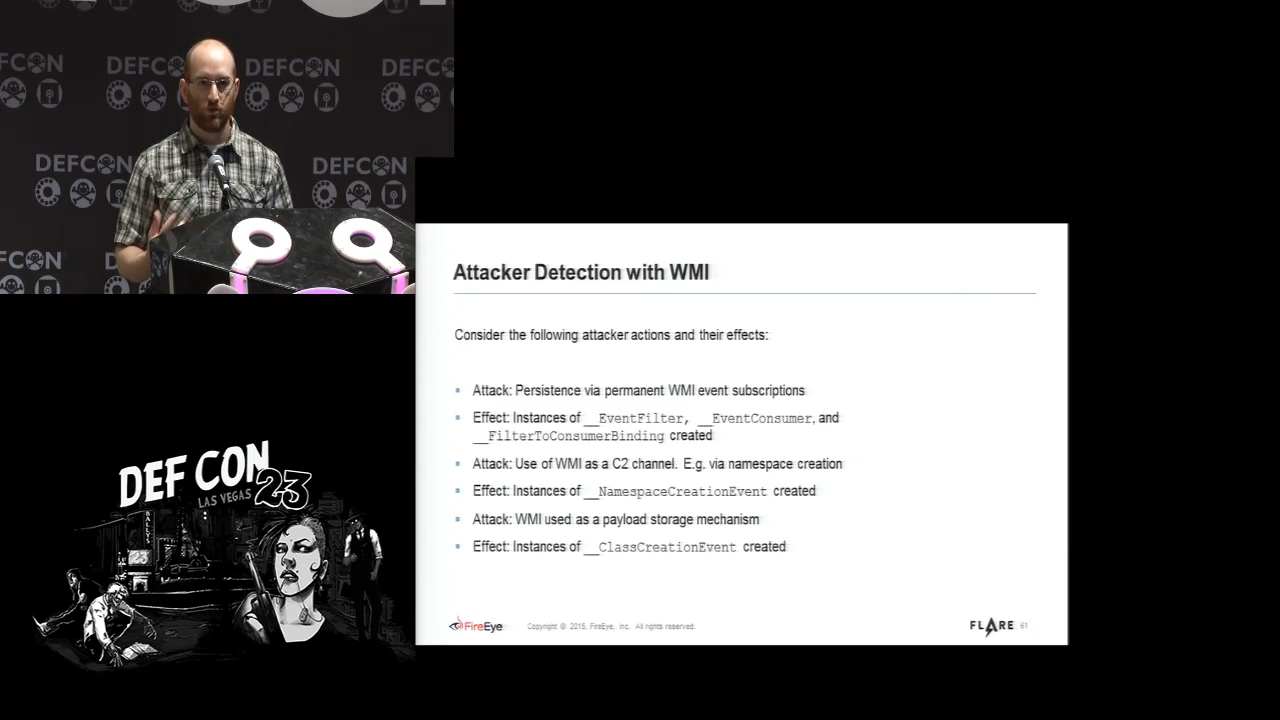 DEFCON DEFCON DEFCON DEFCON
DEFCON DEFCON
DEFCON
Attacker Detection with WMI
Consider the following attacker actions and their effects:
▪ Attack: Persistence via permanent WMI event subscriptions
▪ Effect: Instances of __EventFilter, __EventConsumer, and
__FilterToConsumerBinding created
▪ Attack: Use of WMI as a C2 channel. E.g. via namespace creation
▪ Effect: Instances of __NamespaceCreationEvent created
▪ Attack: WMI used as a payload storage mechanism
▪ Effect: Instances of __ClassCreationEvent created
FireEye Copyright © 2015, FireEye, Inc. All rights reserved. FLARE 61
DEF CON
LAS VEGAS 23
BALLY'S
23